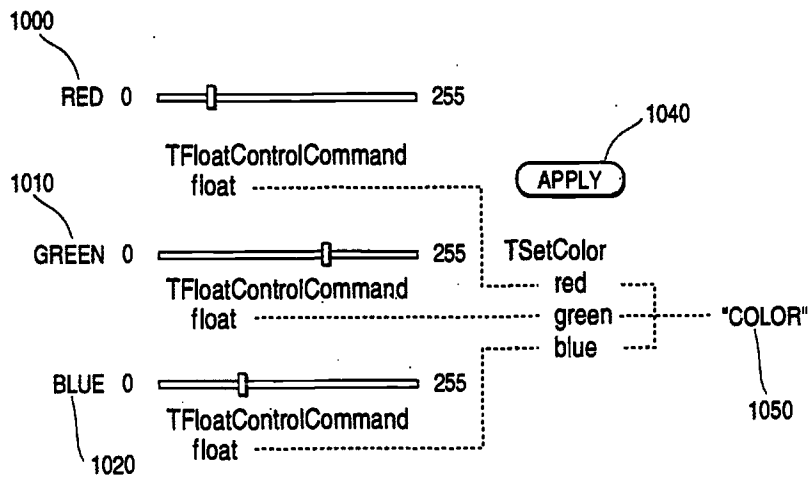 1000
RED 0 255
1040
TFloatControlCommand
float
APPLY
1010
GREEN 0 255
TSetColor
TFloatControlCommand
red
float
green
"COLOR"
blue
BLUE 0 255
1050
TFloatControlCommand
float
1020